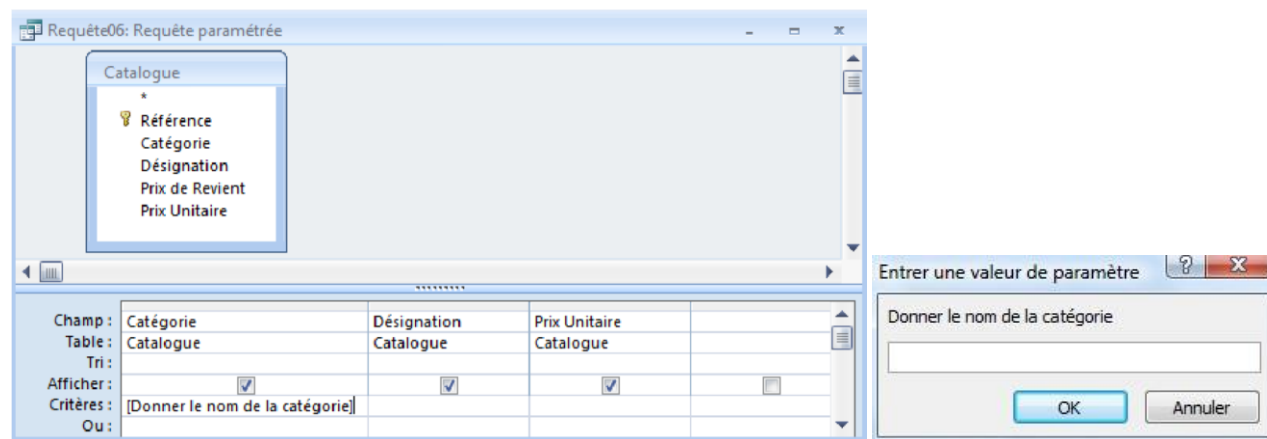 Requête06: Requête paramétrée
Catalogue
*
Référence
Catégorie
Désignation
Prix de Revient
Prix Unitaire
Champ : Catégorie Désignation Prix Unitaire
Table : Catalogue Catalogue Catalogue
Tri :
Afficher :
Critères : [Donner le nom de la catégorie]
Ou :
Entrer une valeur de paramètre
Donner le nom de la catégorie
OK Annuler